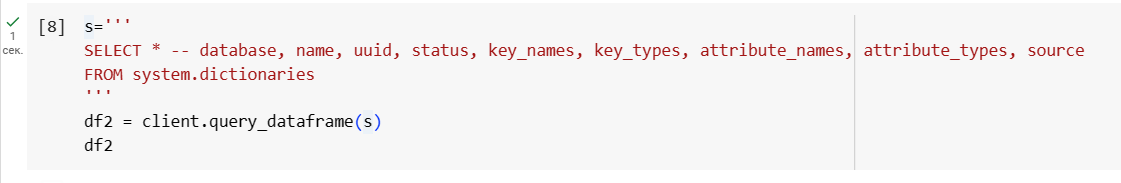 [8] s='''
1
сек.
SELECT * -- database, name, uuid, status, key_names, key_types, attribute_names, attribute_types, source
FROM system.dictionaries
'''
df2 = client.query_dataframe(s)
df2